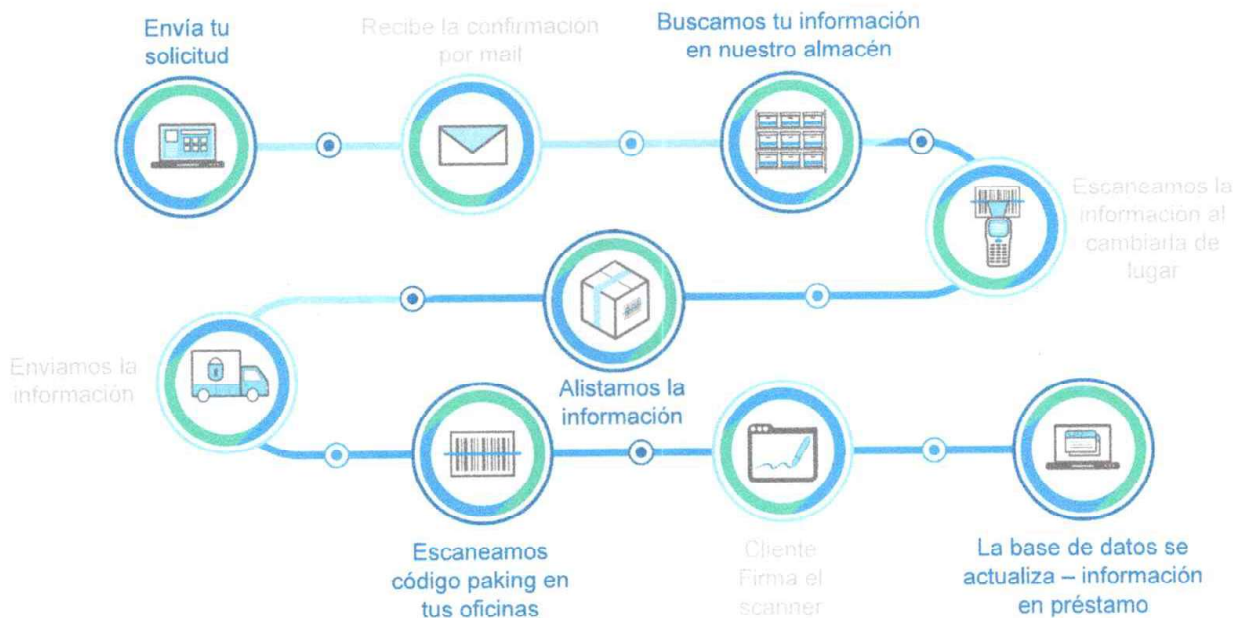 Envía tu
solicitud
Recibe la confirmación
por mail
Buscamos tu información
en nuestro almacén
Escaneamos la
información al
cambiarla de
lugar
Alistamos la
información
Enviamos la
información
Escaneamos
código paking en
tus oficinas
Cliente
Firma el
scanner
La base de datos se
actualiza – información
en préstamo